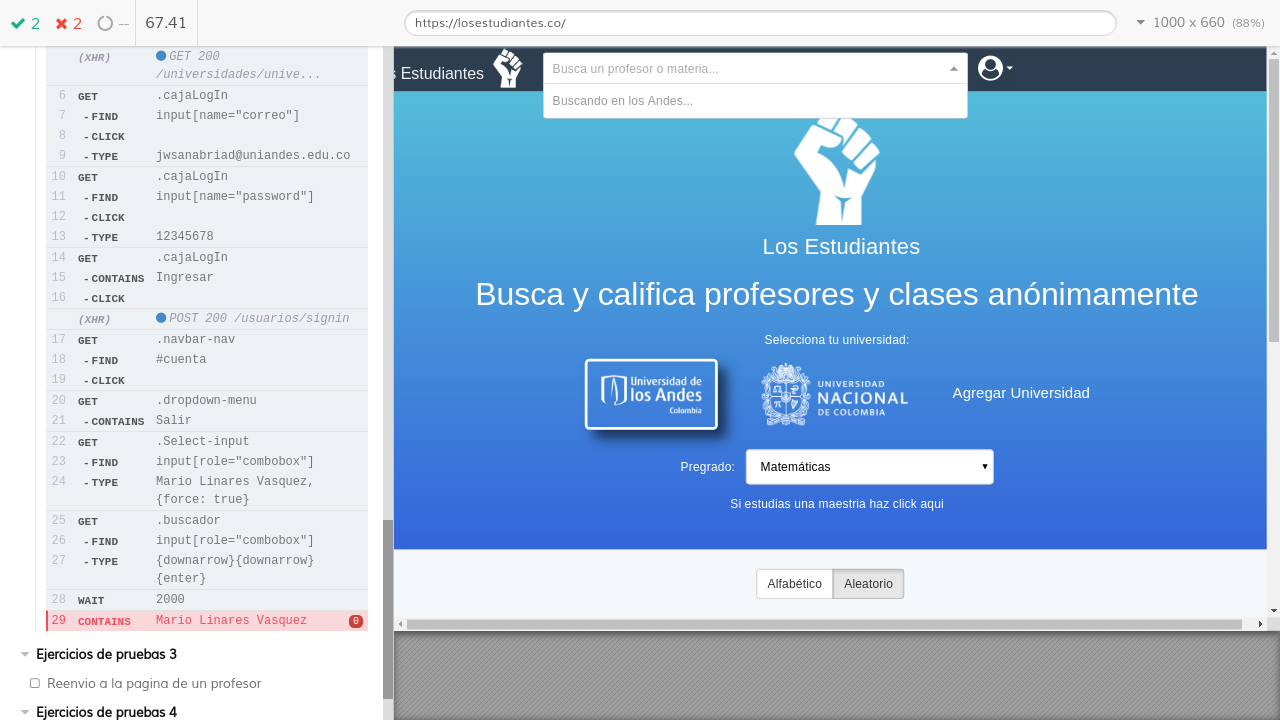 2 2 -- 67.41
https://losestudiantes.co/
1000 x 660 (88%)
(XHR) GET 200
/universidades/unive...
6 GET .cajaLogIn
7 -FIND input[name="correo"]
8 -CLICK
9 -TYPE jwsanabriad@uniandes.edu.co
10 GET .cajaLogIn
11 -FIND input[name="password"]
12 -CLICK
13 -TYPE 12345678
14 GET .cajaLogIn
15 -CONTAINS Ingresar
16 -CLICK
(XHR) POST 200 /usuarios/signin
17 GET .navbar-nav
18 -FIND #cuenta
19 -CLICK
20 GET .dropdown-menu
21 -CONTAINS Salir
22 GET .Select-input
23 -FIND input[role="combobox"]
24 -TYPE Mario Linares Vasquez,
{force: true}
25 GET .buscador
26 -FIND input[role="combobox"]
27 -TYPE {downarrow}{downarrow}
{enter}
28 WAIT 2000
29 CONTAINS Mario Linares Vasquez 0
Ejercicios de pruebas 3
Reenvio a la pagina de un profesor
Ejercicios de pruebas 4
s Estudiantes
Busca un profesor o materia...
Buscando en los Andes...
Los Estudiantes
Busca y califica profesores y clases anónimamente
Selecciona tu universidad:
Universidad de
los Andes
Colombia
UNIVERSIDAD
NACIONAL
DE COLOMBIA
Agregar Universidad
Pregrado: Matemáticas
Si estudias una maestria haz click aqui
Alfabético Aleatorio